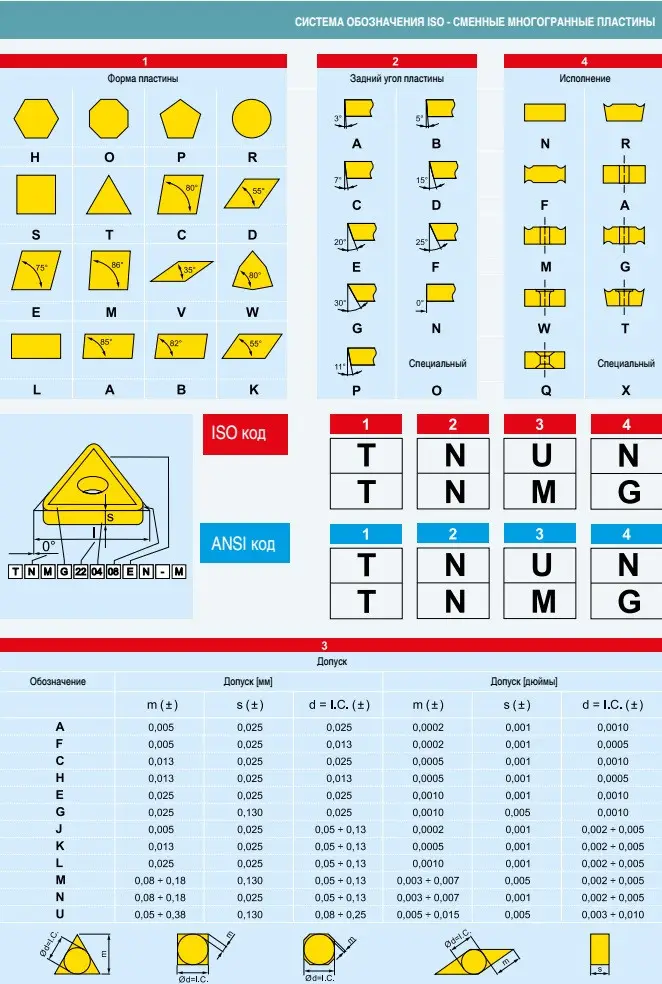 СИСТЕМА ОБОЗНАЧЕНИЯ ISO - СМЕННЫЕ МНОГОГРАННЫЕ ПЛАСТИНЫ
1
Форма пластины
H O P R
80° 55°
S T C D
75° 86° 35° 80°
E M V W
85° 82° 55°
L A B K
2
Задний угол пластины
3° 5°
A B
7° 15°
C D
20° 25°
E F
30° 0°
G N
11° Специальный
P O
4
Исполнение
N R
F A
M G
W T
Специальный
Q X
S
l
0°
T N M G 22 04 08 E N - M
ISO код
1 2 3 4
T N U N
T N M G
ANSI код
1 2 3 4
T N U N
T N M G
3
Допуск
Обозначение Допуск [мм] Допуск [дюймы]
m (±) s (±) d = I.C. (±) m (±) s (±) d = I.C. (±)
A 0,005 0,025 0,025 0,0002 0,001 0,0010
F 0,005 0,025 0,013 0,0002 0,001 0,0005
C 0,013 0,025 0,025 0,0005 0,001 0,0010
H 0,013 0,025 0,013 0,0005 0,001 0,0005
E 0,025 0,025 0,025 0,0010 0,001 0,0010
G 0,025 0,130 0,025 0,0010 0,005 0,0010
J 0,005 0,025 0,05 ÷ 0,13 0,0002 0,001 0,002 ÷ 0,005
K 0,013 0,025 0,05 ÷ 0,13 0,0005 0,001 0,002 ÷ 0,005
L 0,025 0,025 0,05 ÷ 0,13 0,0010 0,001 0,002 ÷ 0,005
M 0,08 ÷ 0,18 0,130 0,05 ÷ 0,13 0,003 ÷ 0,007 0,005 0,002 ÷ 0,005
N 0,08 ÷ 0,18 0,025 0,05 ÷ 0,13 0,003 ÷ 0,007 0,001 0,002 ÷ 0,005
U 0,05 ÷ 0,38 0,130 0,08 ÷ 0,25 0,005 ÷ 0,015 0,005 0,003 ÷ 0,010
Ød=I.C. m m Ød=I.C. m Ød=I.C. Ød=I.C. m s